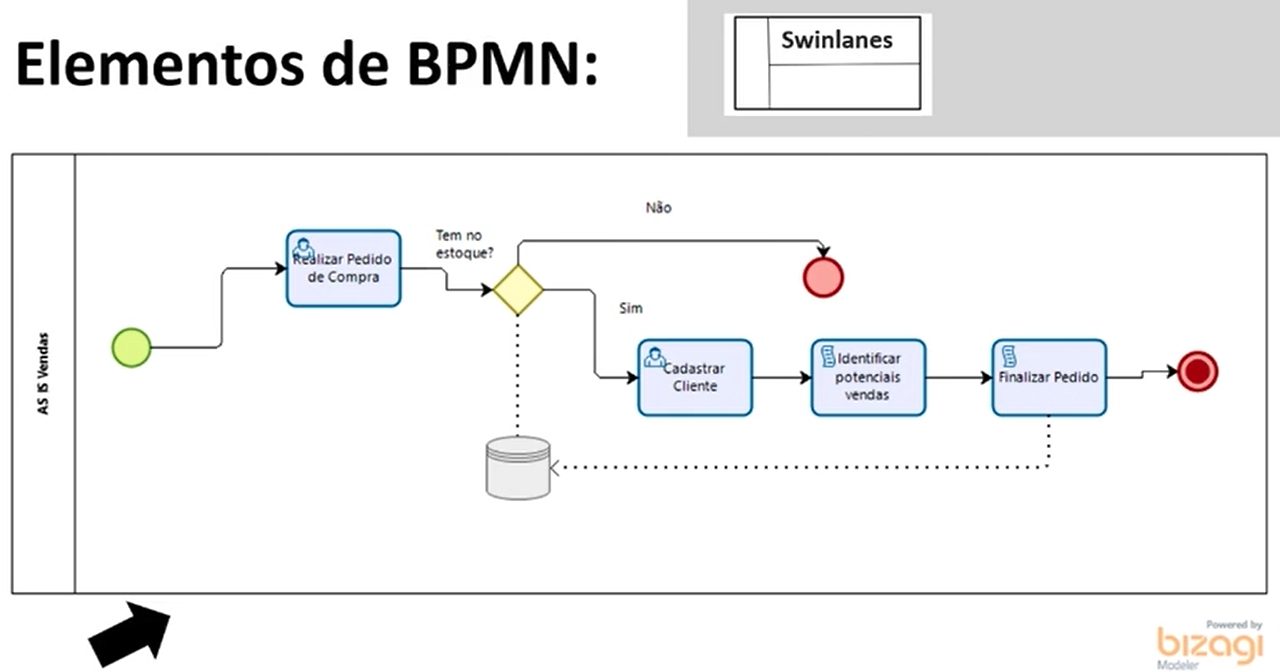 Elementos de BPMN:
Swinlanes
AS IS Vendas
Realizar Pedido
de Compra
Tem no
estoque?
Não
Sim
Cadastrar
Cliente
Identificar
potenciais
vendas
Finalizar Pedido
Powered by
bizagi
Modeler